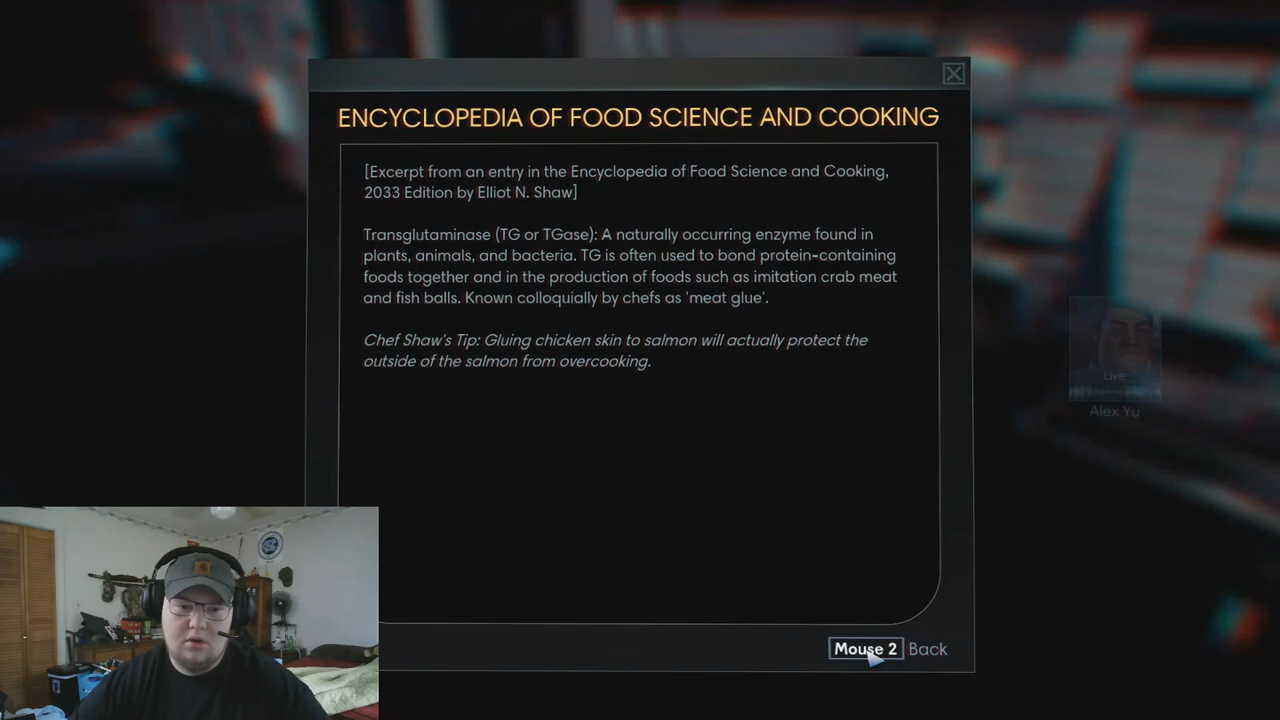 ENCYCLOPEDIA OF FOOD SCIENCE AND COOKING
[Excerpt from an entry in the Encyclopedia of Food Science and Cooking,
2033 Edition by Elliot N. Shaw]
Transglutaminase (TG or TGase): A naturally occurring enzyme found in
plants, animals, and bacteria. TG is often used to bond protein-containing
foods together and in the production of foods such as imitation crab meat
and fish balls. Known colloquially by chefs as 'meat glue'.
Chef Shaw's Tip: Gluing chicken skin to salmon will actually protect the
outside of the salmon from overcooking.
Live
Alex Yu
Mouse 2 Back